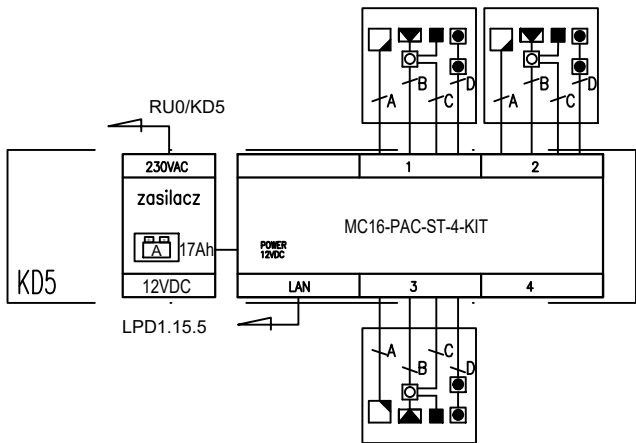 A B C D
A B C D
RU0/KD5
230VAC
1
2
zasilacz
MC16-PAC-ST-4-KIT
A
17Ah
POWER
12VDC
KD5
12VDC
LAN
3
4
LPD1.15.5
A B C D